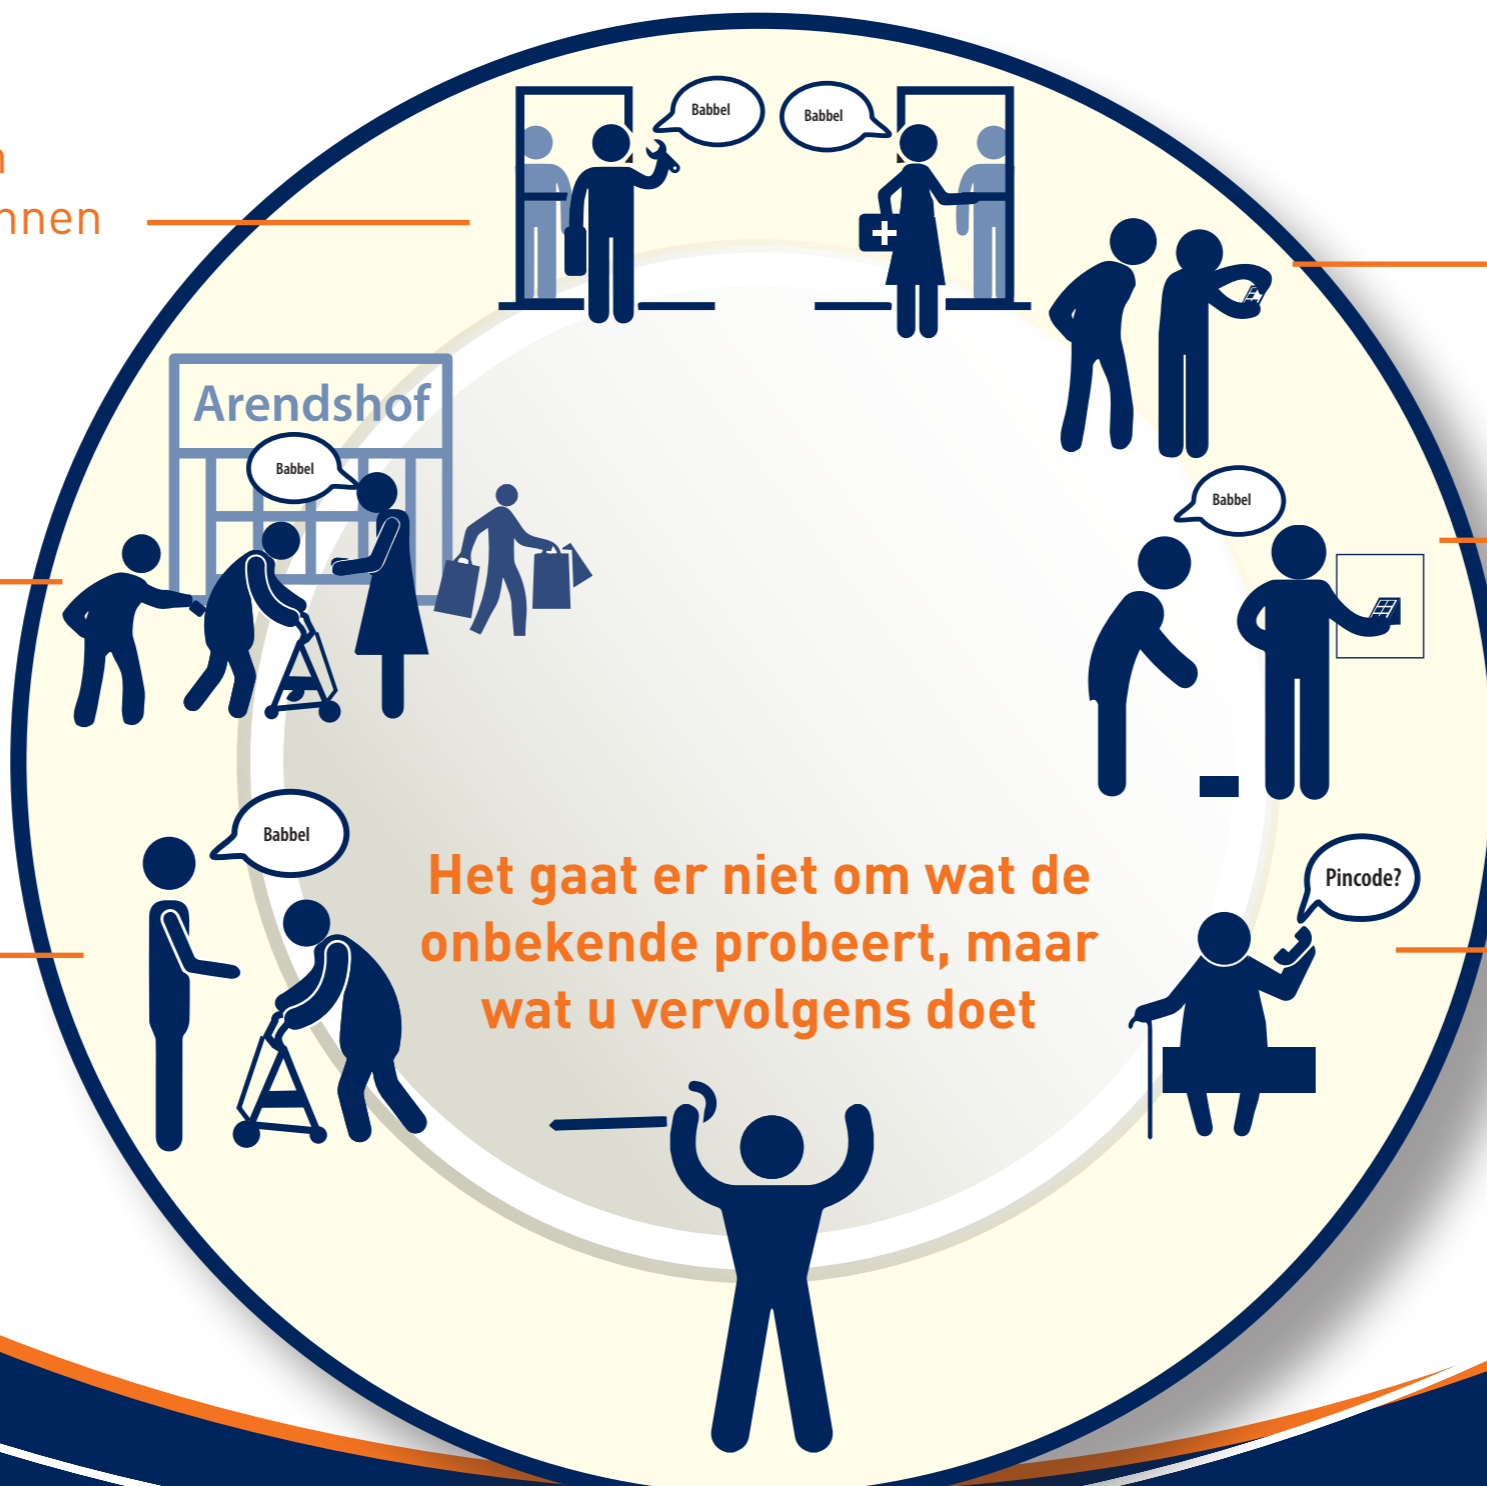 Babbel
Babbel
Arendshof
Babbel
Babbel
Babbel
Pincode?
Het gaat er niet om wat de
onbekende probeert, maar
wat u vervolgens doet